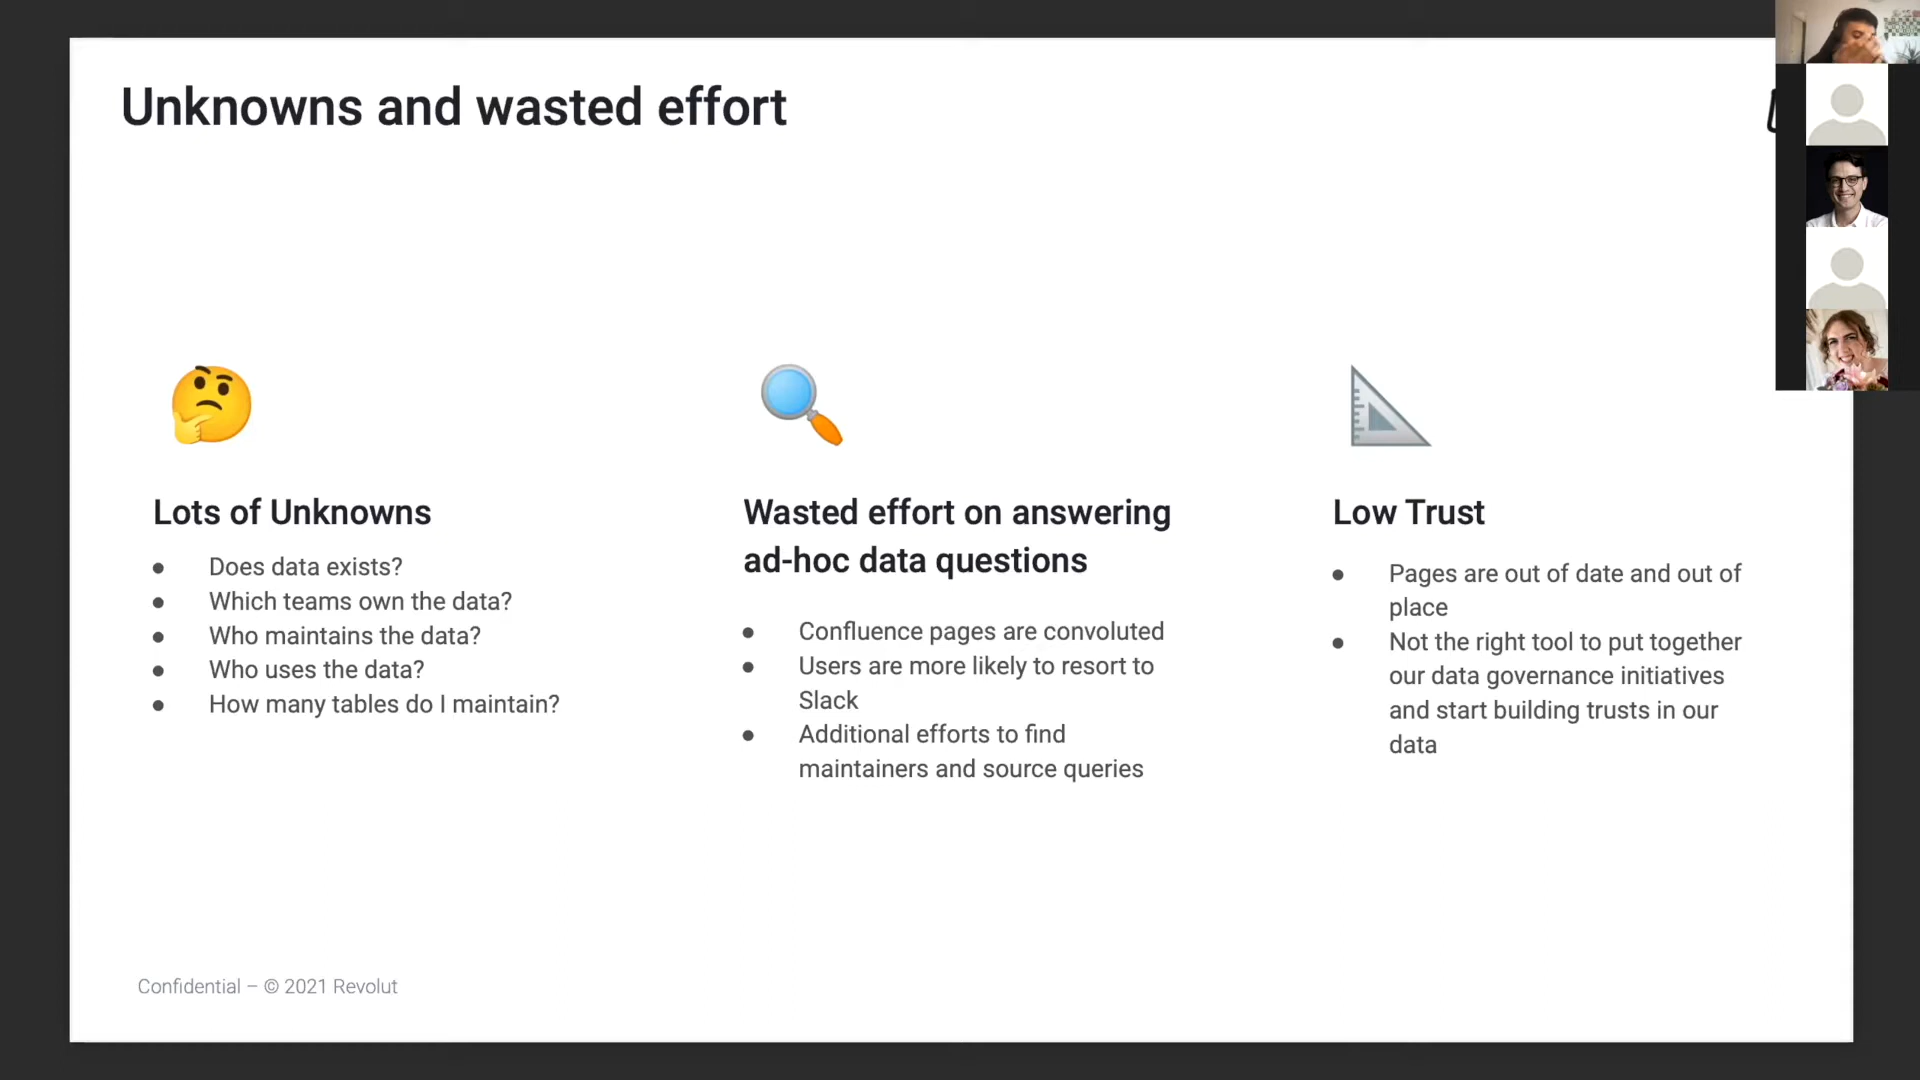 Unknowns and wasted effort
Lots of Unknowns
● Does data exists?
● Which teams own the data?
● Who maintains the data?
● Who uses the data?
● How many tables do I maintain?
Wasted effort on answering
ad-hoc data questions
● Confluence pages are convoluted
● Users are more likely to resort to
Slack
● Additional efforts to find
maintainers and source queries
Low Trust
● Pages are out of date and out of
place
● Not the right tool to put together
our data governance initiatives
and start building trusts in our
data
Confidential – © 2021 Revolut